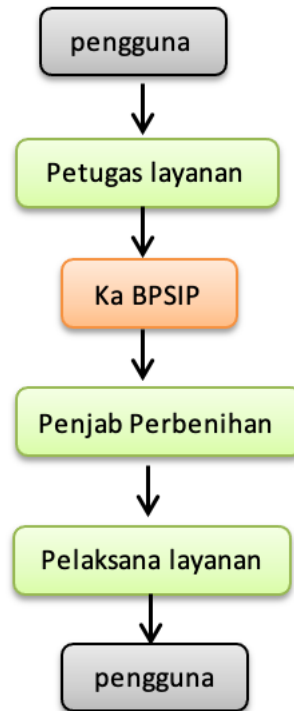 pengguna
Petugas layanan
Ka BPSIP
Penjab Perbenihan
Pelaksana layanan
pengguna